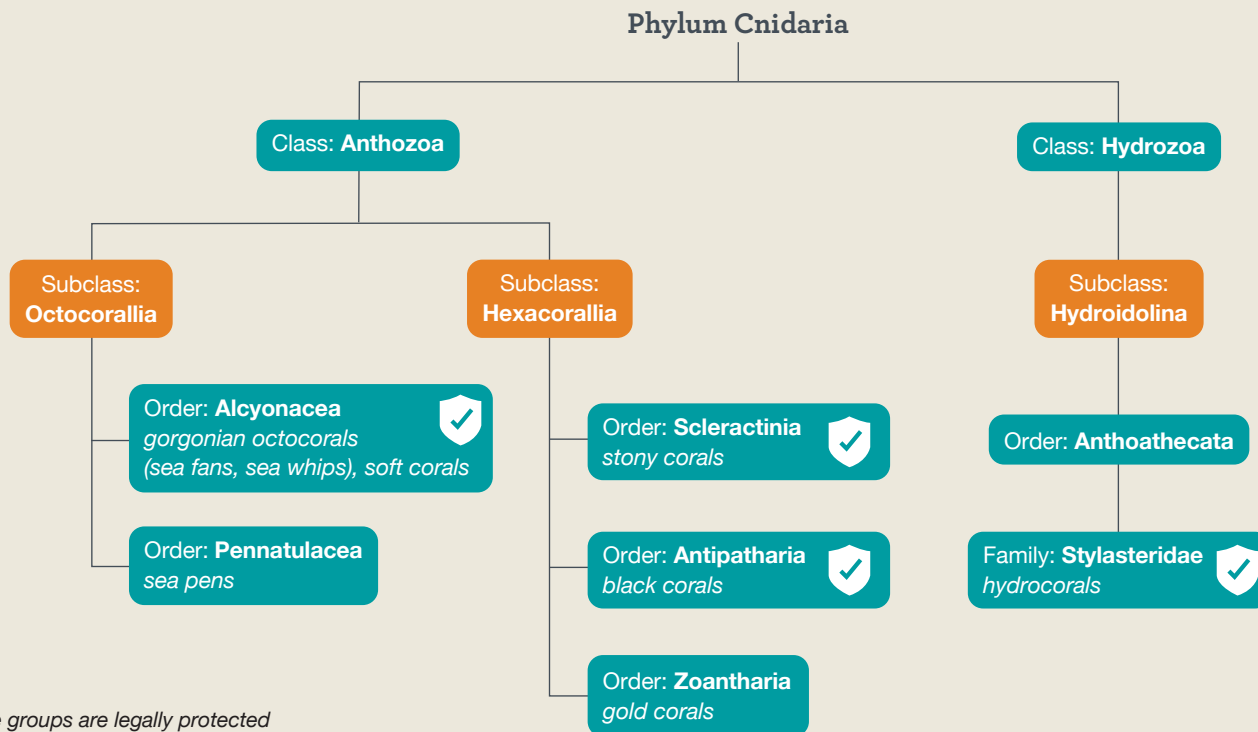 Phylum Cnidaria
Class: Anthozoa
Class: Hydrozoa
Subclass:
Octocorallia
Subclass:
Hexacorallia
Subclass:
Hydroidolina
Order: Alcyonacea
gorgonian octocorals
(sea fans, sea whips), soft corals
Order: Scleractinia
stony corals
Order: Anthoathecata
Order: Pennatulacea
sea pens
Order: Antipatharia
black corals
Family: Stylasteridae
hydrocorals
Order: Zoantharia
gold corals
groups are legally protected